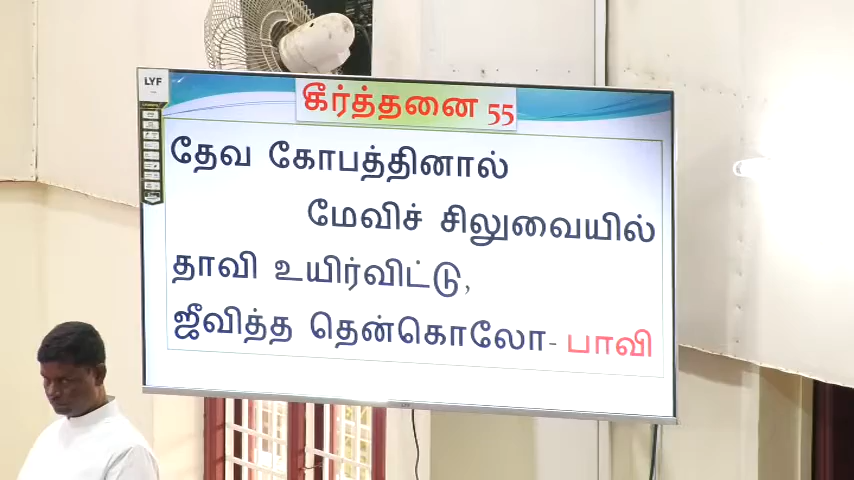 LYF
கீர்த்தனை 55
தேவ கோபத்தினால்
மேவிச் சிலுவையில்
தாவி உயிர்விட்டு,
ஜீவித்த தென்கொலோ- பாவி